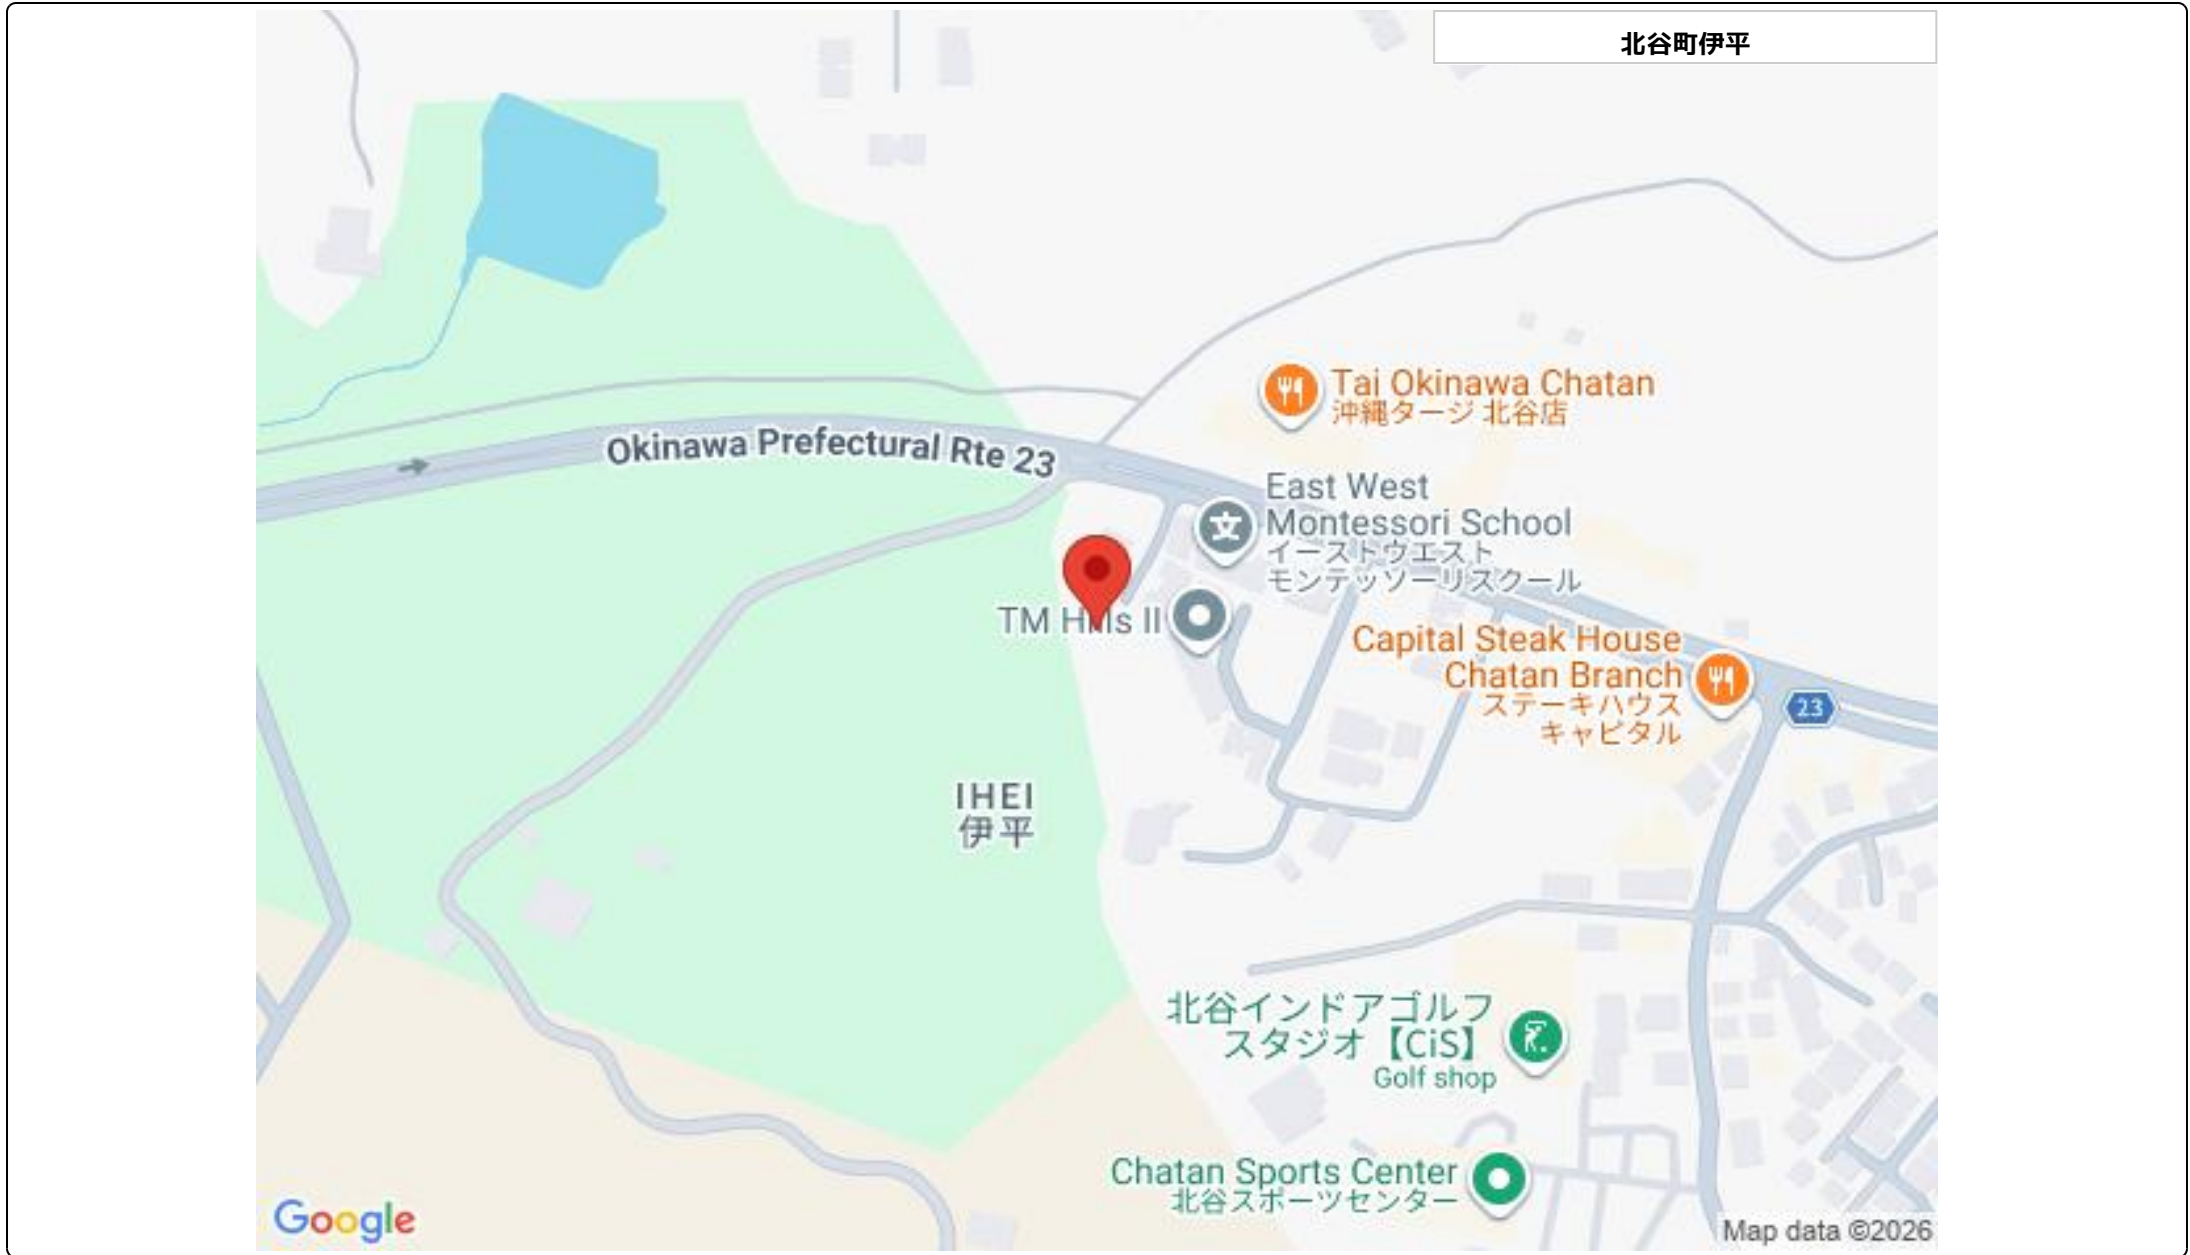 北谷町伊平
Tai Okinawa Chatan
沖縄タージ 北谷店
Okinawa Prefectural Rte 23
East West
Montessori School
イーストウエスト
モンテッソーリスクール
TM Hills II
Capital Steak House
Chatan Branch
ステーキハウス
キャピタル
23
IHEI
伊平
北谷インドアゴルフ
スタジオ【CiS】
Golf shop
Chatan Sports Center
北谷スポーツセンター
Google
Map data ©2026